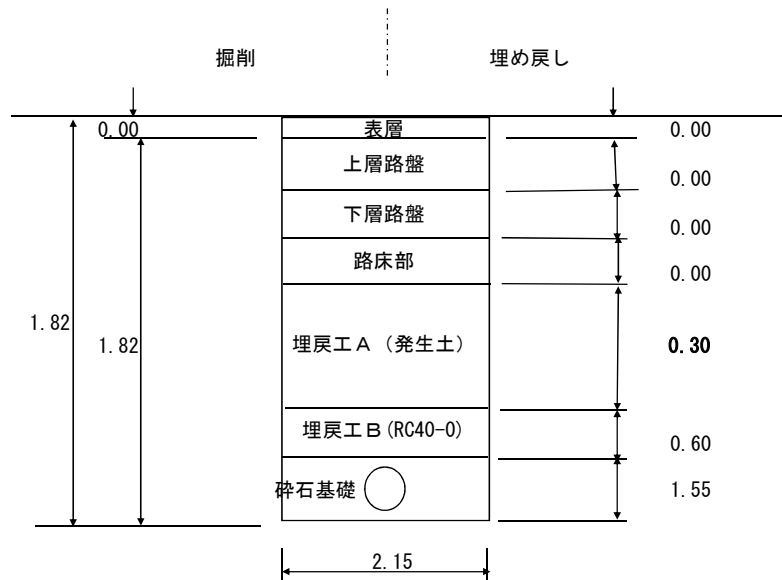 掘削
埋め戻し
0.00
表層
0.00
上層路盤
0.00
下層路盤
0.00
路床部
0.00
1.82
1.82
埋戻工A（発生土）
0.30
埋戻工B(RC40-0)
0.60
砕石基礎
1.55
2.15